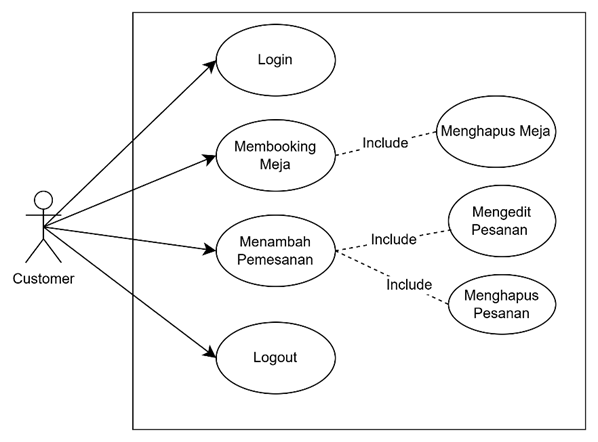 Login
Membooking
Meja
Include
Menghapus Meja
Menambah
Pemesanan
Include
Mengedit
Pesanan
Include
Menghapus
Pesanan
Customer
Logout